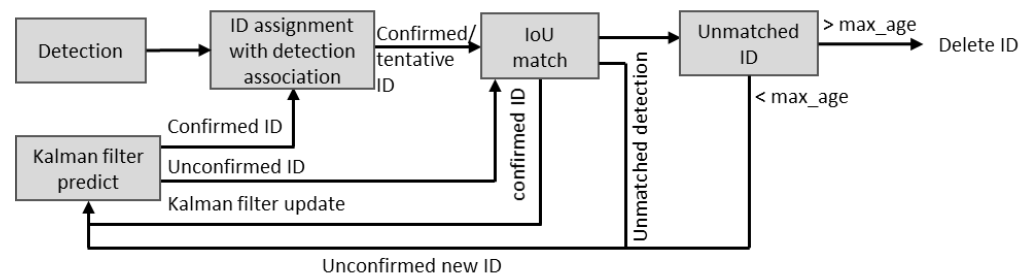 Detection
ID assignment
with detection
association
Confirmed/
tentative
ID
IoU
match
Unmatched
ID
> max_age
Delete ID
< max_age
Confirmed ID
Kalman filter
predict
Unconfirmed ID
Kalman filter update
confirmed ID
Unmatched detection
Unconfirmed new ID